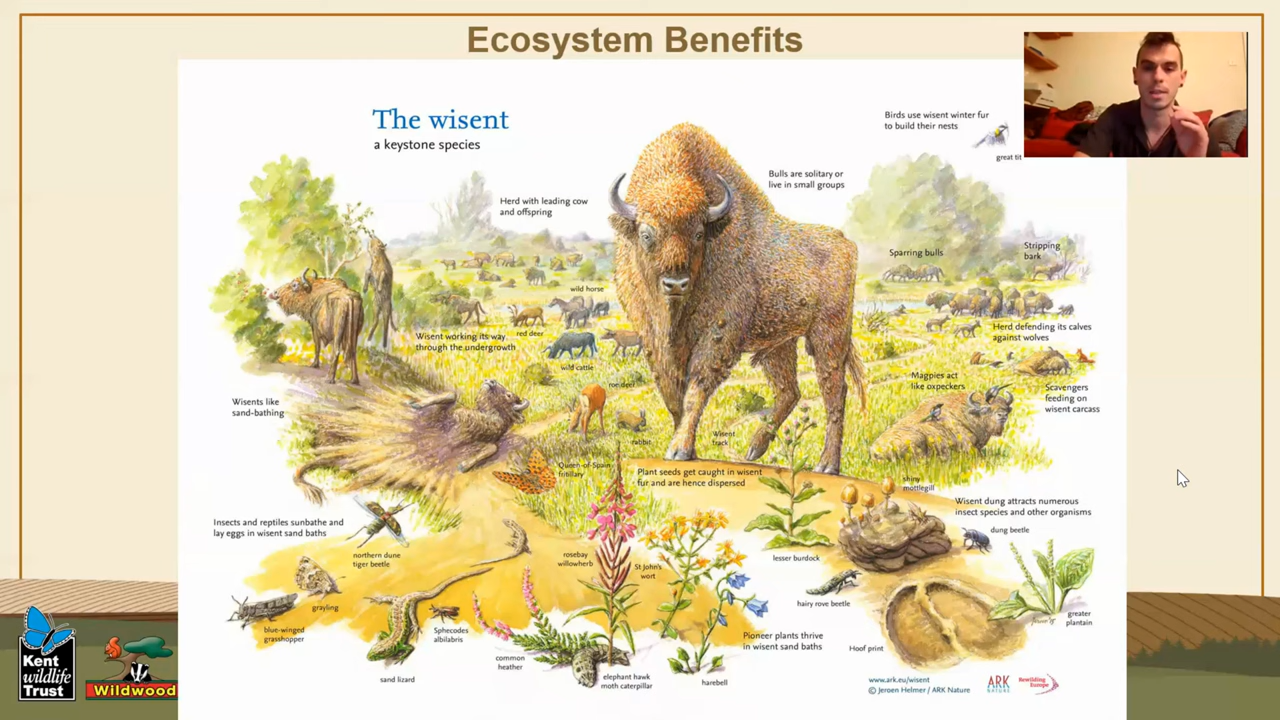 Ecosystem Benefits
The wisent
a keystone species
Birds use wisent winter fur
to build their nests
great tit
Bulls are solitary or
live in small groups
Herd with leading cow
and offspring
Sparring bulls
Stripping
bark
wild horse
red deer
Wisent working its way
through the undergrowth
wild cattle
Herd defending its calves
against wolves
roe deer
Magpies act
like oxpeckers
Scavengers
feeding on
wisent carcass
Wisents like
sand-bathing
rabbit
Wisent
track
Queen-of-Spain
fritillary
Plant seeds get caught in wisent
fur and are hence dispersed
shiny
mottlegill
Wisent dung attracts numerous
insect species and other organisms
dung beetle
Insects and reptiles sunbathe and
lay eggs in wisent sand baths
northern dune
tiger beetle
rosebay
willowherb
St John's
wort
lesser burdock
grayling
blue-winged
grasshopper
Sphecodes
albilabris
hairy rove beetle
greater
plantain
Pioneer plants thrive
in wisent sand baths
Hoof print
common
heather
sand lizard
elephant hawk
moth caterpillar
harebell
www.ark.eu/wisent
© Jeroen Helmer / ARK Nature
ARK
NATURE
Rewilding
Europe
Kent
wildlife
Trust
Wildwood